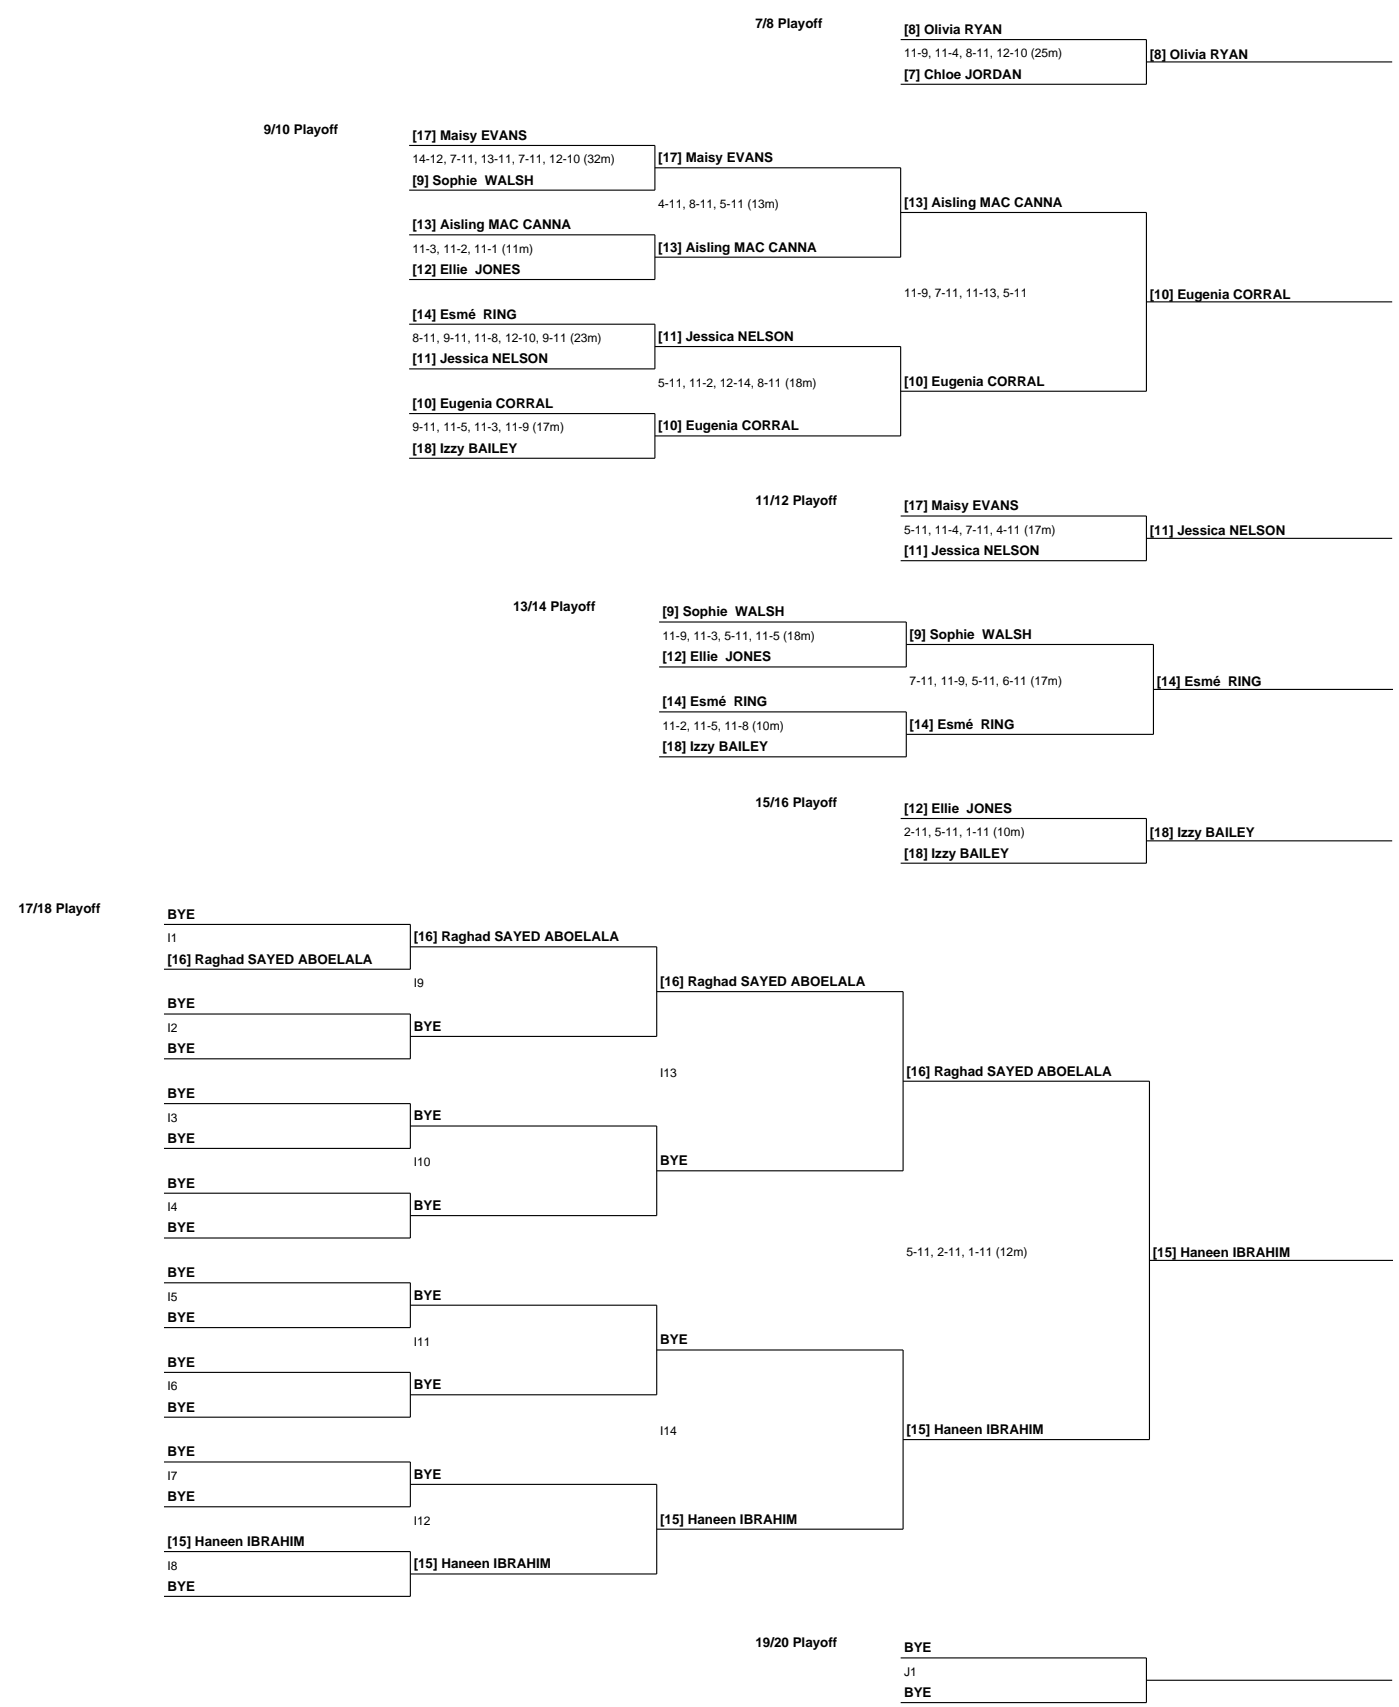 7/8 Playoff
[8] Olivia RYAN
11-9, 11-4, 8-11, 12-10 (25m)
[8] Olivia RYAN
[7] Chloe JORDAN
9/10 Playoff
[17] Maisy EVANS
14-12, 7-11, 13-11, 7-11, 12-10 (32m)
[17] Maisy EVANS
[9] Sophie WALSH
4-11, 8-11, 5-11 (13m)
[13] Aisling MAC CANNA
[13] Aisling MAC CANNA
11-3, 11-2, 11-1 (11m)
[13] Aisling MAC CANNA
[12] Ellie JONES
11-9, 7-11, 11-13, 5-11
[10] Eugenia CORRAL
[14] Esmé RING
8-11, 9-11, 11-8, 12-10, 9-11 (23m)
[11] Jessica NELSON
[11] Jessica NELSON
5-11, 11-2, 12-14, 8-11 (18m)
[10] Eugenia CORRAL
[10] Eugenia CORRAL
9-11, 11-5, 11-3, 11-9 (17m)
[10] Eugenia CORRAL
[18] Izzy BAILEY
11/12 Playoff
[17] Maisy EVANS
5-11, 11-4, 7-11, 4-11 (17m)
[11] Jessica NELSON
[11] Jessica NELSON
13/14 Playoff
[9] Sophie WALSH
11-9, 11-3, 5-11, 11-5 (18m)
[9] Sophie WALSH
[12] Ellie JONES
7-11, 11-9, 5-11, 6-11 (17m)
[14] Esmé RING
[14] Esmé RING
11-2, 11-5, 11-8 (10m)
[14] Esmé RING
[18] Izzy BAILEY
15/16 Playoff
[12] Ellie JONES
2-11, 5-11, 1-11 (10m)
[18] Izzy BAILEY
[18] Izzy BAILEY
17/18 Playoff
BYE
I1
[16] Raghad SAYED ABOELALA
[16] Raghad SAYED ABOELALA
I9
[16] Raghad SAYED ABOELALA
BYE
I2
BYE
BYE
I13
[16] Raghad SAYED ABOELALA
BYE
I3
BYE
BYE
I10
BYE
BYE
I4
BYE
BYE
5-11, 2-11, 1-11 (12m)
[15] Haneen IBRAHIM
BYE
I5
BYE
BYE
I11
BYE
BYE
I6
BYE
BYE
I14
[15] Haneen IBRAHIM
BYE
I7
BYE
BYE
I12
[15] Haneen IBRAHIM
[15] Haneen IBRAHIM
I8
[15] Haneen IBRAHIM
BYE
19/20 Playoff
BYE
J1
BYE